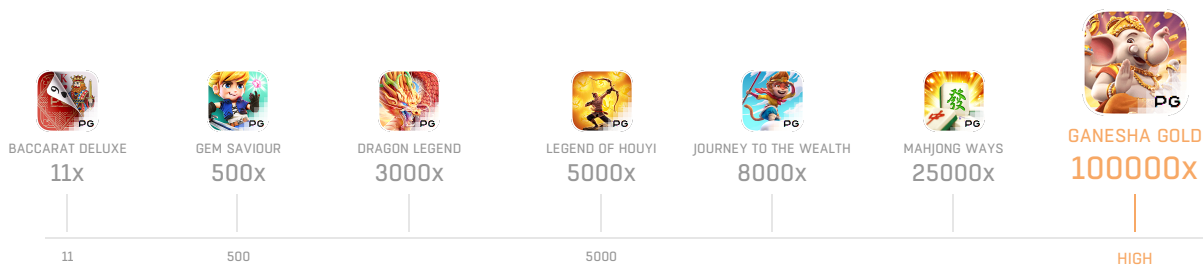 PG
PG
PG
PG
PG
發
PG
PG
BACCARAT DELUXE
11x
GEM SAVIOUR
500x
DRAGON LEGEND
3000x
LEGEND OF HOUYI
5000x
JOURNEY TO THE WEALTH
8000x
MAHJONG WAYS
25000x
GANESHA GOLD
100000x
11
500
5000
HIGH